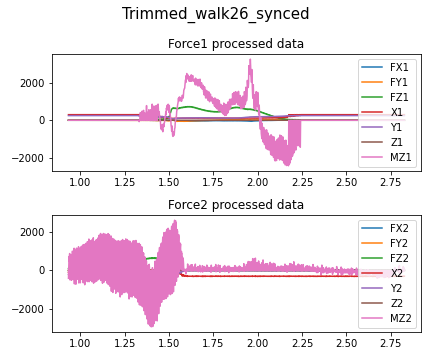 Trimmed_walk26_synced
Force1 processed data
2000
0
−2000
FX1
FY1
FZ1
X1
Y1
Z1
MZ1
1.00 1.25 1.50 1.75 2.00 2.25 2.50 2.75
Force2 processed data
2000
0
−2000
FX2
FY2
FZ2
X2
Y2
Z2
MZ2
1.00 1.25 1.50 1.75 2.00 2.25 2.50 2.75